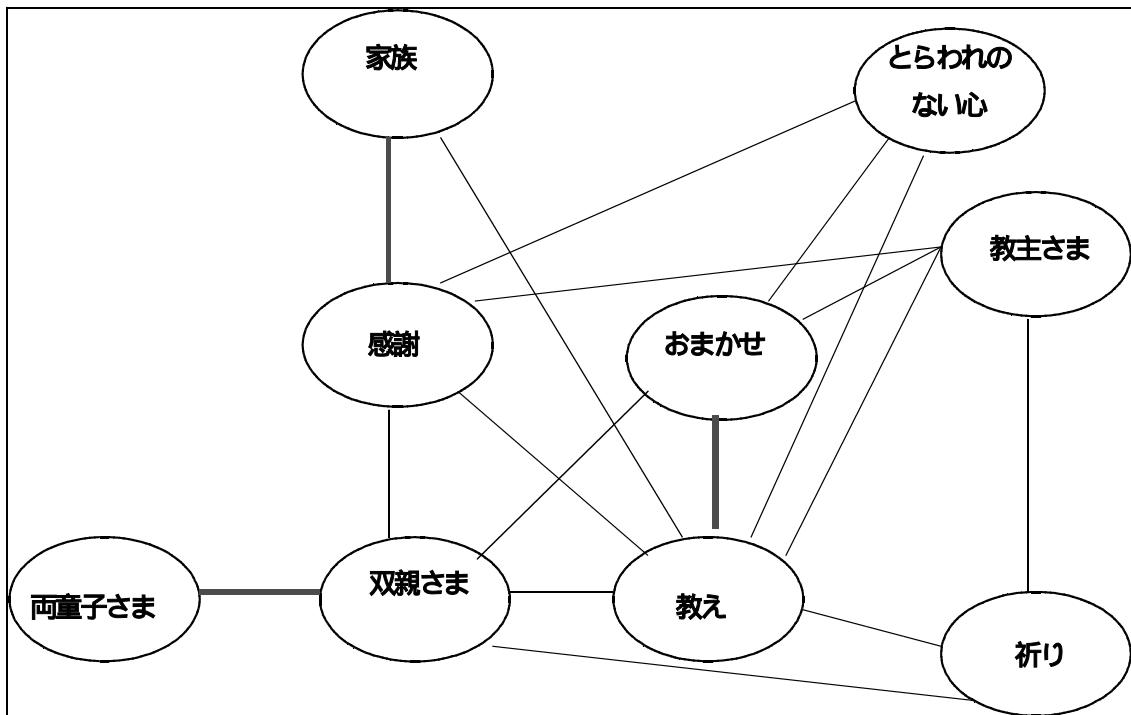 家族
とらわれの
ない心
教主さま
感謝
おまかせ
両童子さま
双親さま
教え
祈り